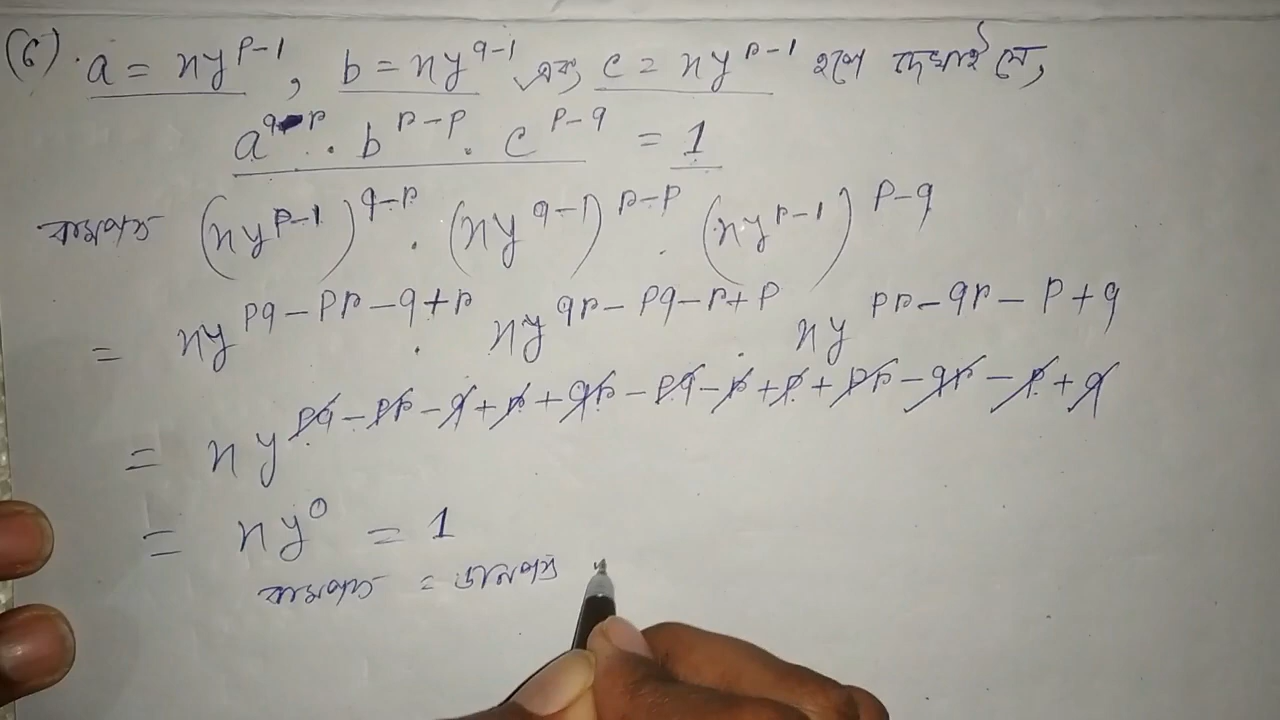 (6). a = xy^{p-1}, b = xy^{q-1} এবং c = xy^{r-1} হলে দেখাই যে,
a^{q-r} . b^{r-p} . c^{p-q} = 1
বামপক্ষ (xy^{p-1})^{q-r} . (xy^{q-1})^{r-p} . (xy^{r-1})^{p-q}
= xy^{pq-pr-q+r} . xy^{qr-pq-r+p} . xy^{pr-qr-p+q}
= xy^{pq-pr-q+r+qr-pq-r+p+pr-qr-p+q}
= xy^0 = 1
বামপক্ষ = ডানপক্ষ